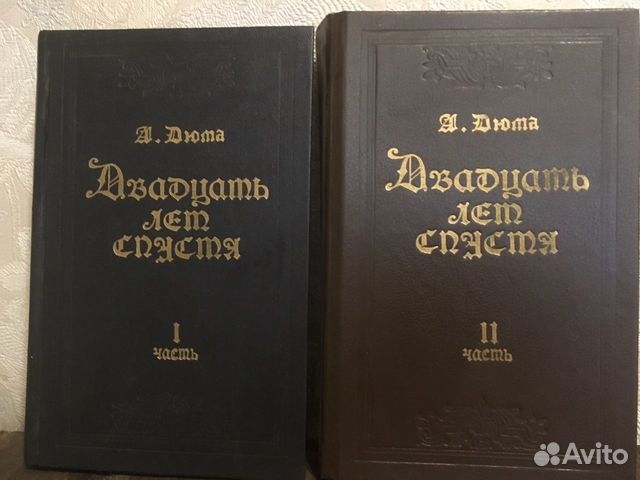 А. Дюма
Двадцать
лет
спустя
I
часть
А. Дюма
Двадцать
лет
спустя
II
часть
Avito